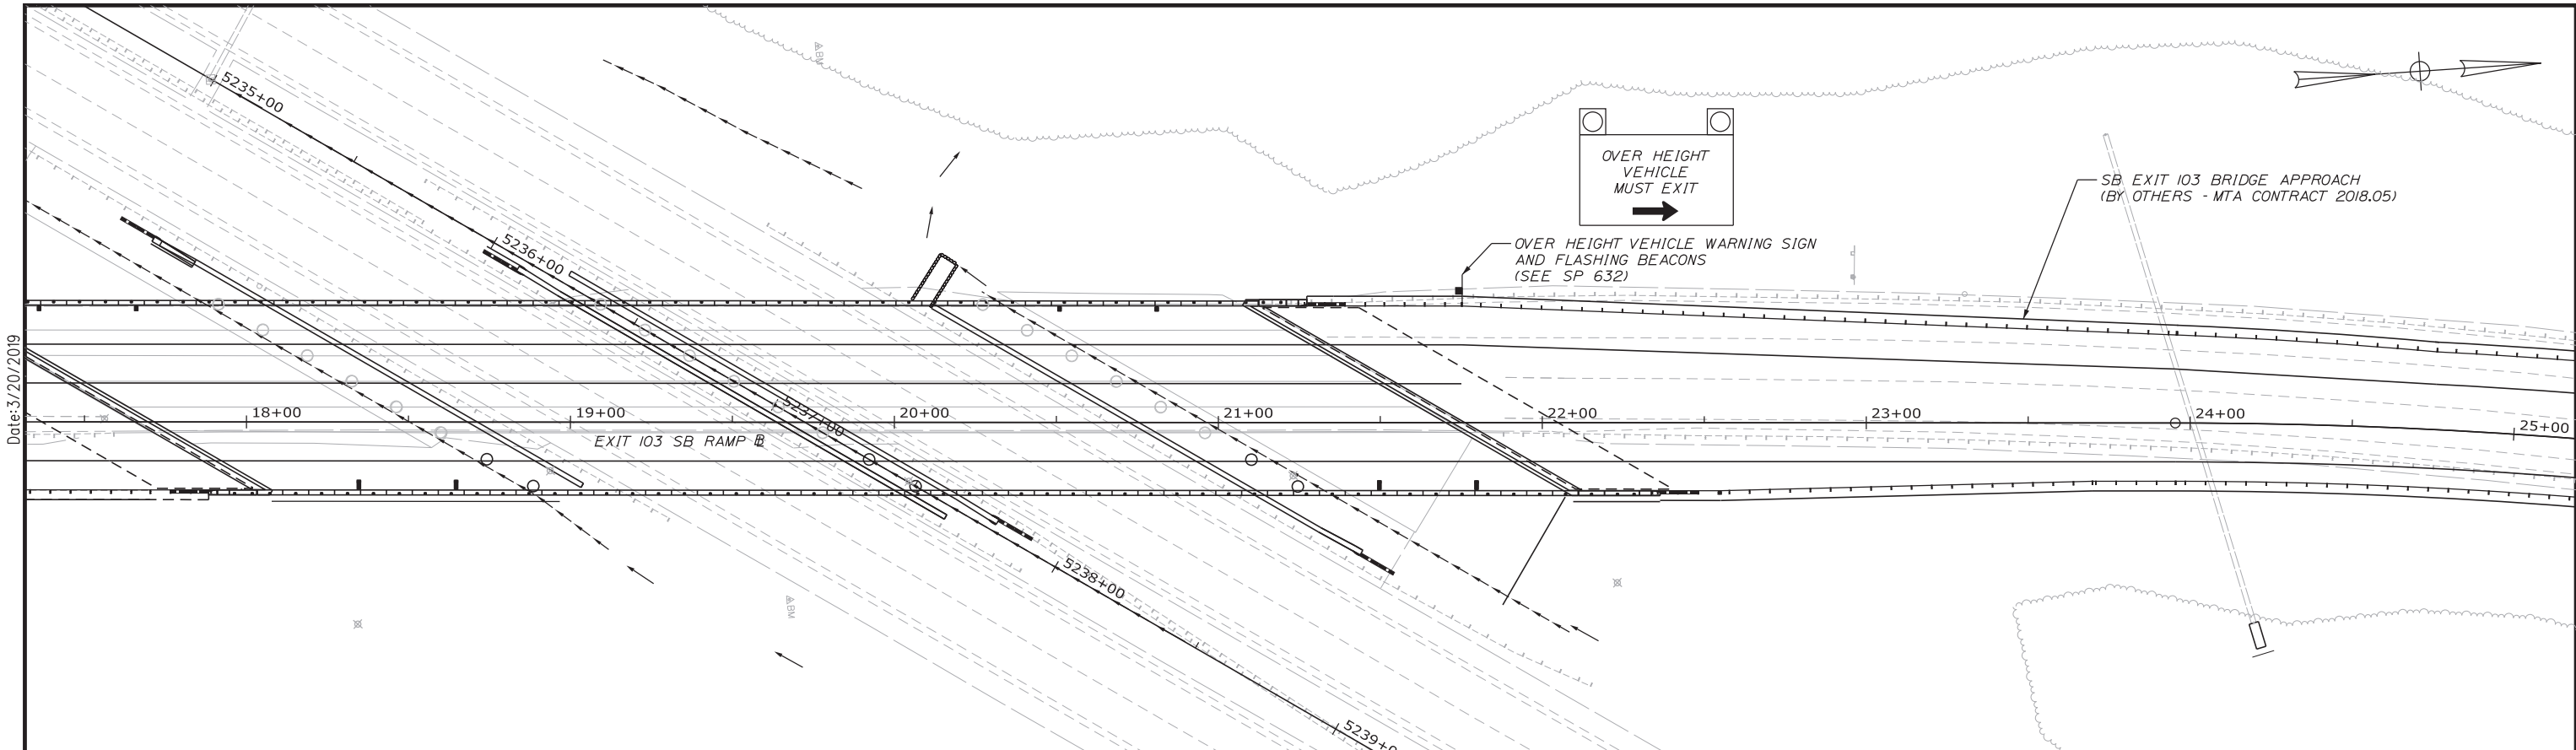 5235+00
BM
OVER HEIGHT
VEHICLE
MUST EXIT
SB EXIT 103 BRIDGE APPROACH
(BY OTHERS - MTA CONTRACT 2018.05)
5236+00
OVER HEIGHT VEHICLE WARNING SIGN
AND FLASHING BEACONS
(SEE SP 632)
Date:3/20/2019
5237+00
18+00
19+00
20+00
21+00
22+00
23+00
24+00
25+00
EXIT 103 SB RAMP B
5238+00
BM
5239+0